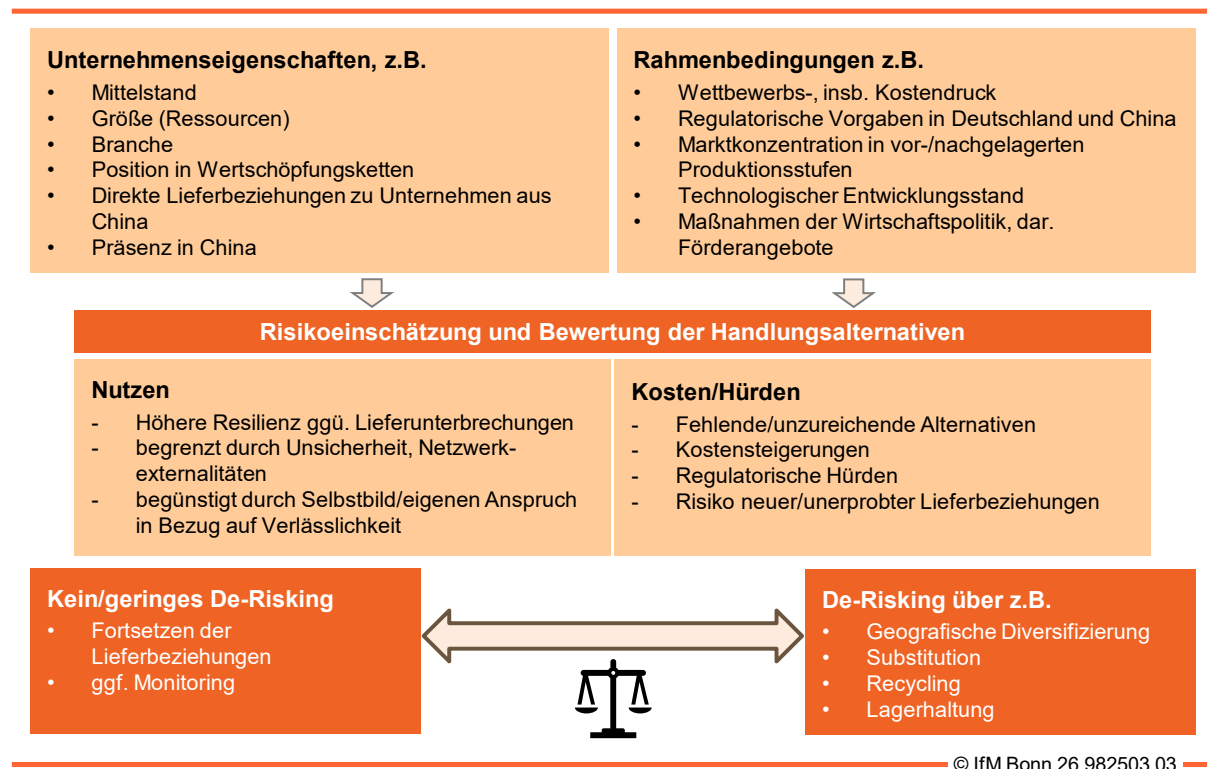 Unternehmenseigenschaften, z.B.
• Mittelstand
• Größe (Ressourcen)
• Branche
• Position in Wertschöpfungsketten
• Direkte Lieferbeziehungen zu Unternehmen aus
China
• Präsenz in China
Rahmenbedingungen z.B.
• Wettbewerbs-, insb. Kostendruck
• Regulatorische Vorgaben in Deutschland und China
• Marktkonzentration in vor-/nachgelagerten
Produktionsstufen
• Technologischer Entwicklungsstand
• Maßnahmen der Wirtschaftspolitik, dar.
Förderangebote
Risikoeinschätzung und Bewertung der Handlungsalternativen
Nutzen
- Höhere Resilienz ggü. Lieferunterbrechungen
- begrenzt durch Unsicherheit, Netzwerk-
externalitäten
- begünstigt durch Selbstbild/eigenen Anspruch
in Bezug auf Verlässlichkeit
Kosten/Hürden
- Fehlende/unzureichende Alternativen
- Kostensteigerungen
- Regulatorische Hürden
- Risiko neuer/unerprobter Lieferbeziehungen
Kein/geringes De-Risking
• Fortsetzen der
Lieferbeziehungen
• ggf. Monitoring
De-Risking über z.B.
• Geografische Diversifizierung
• Substitution
• Recycling
• Lagerhaltung
© IfM Bonn 26 982503 03